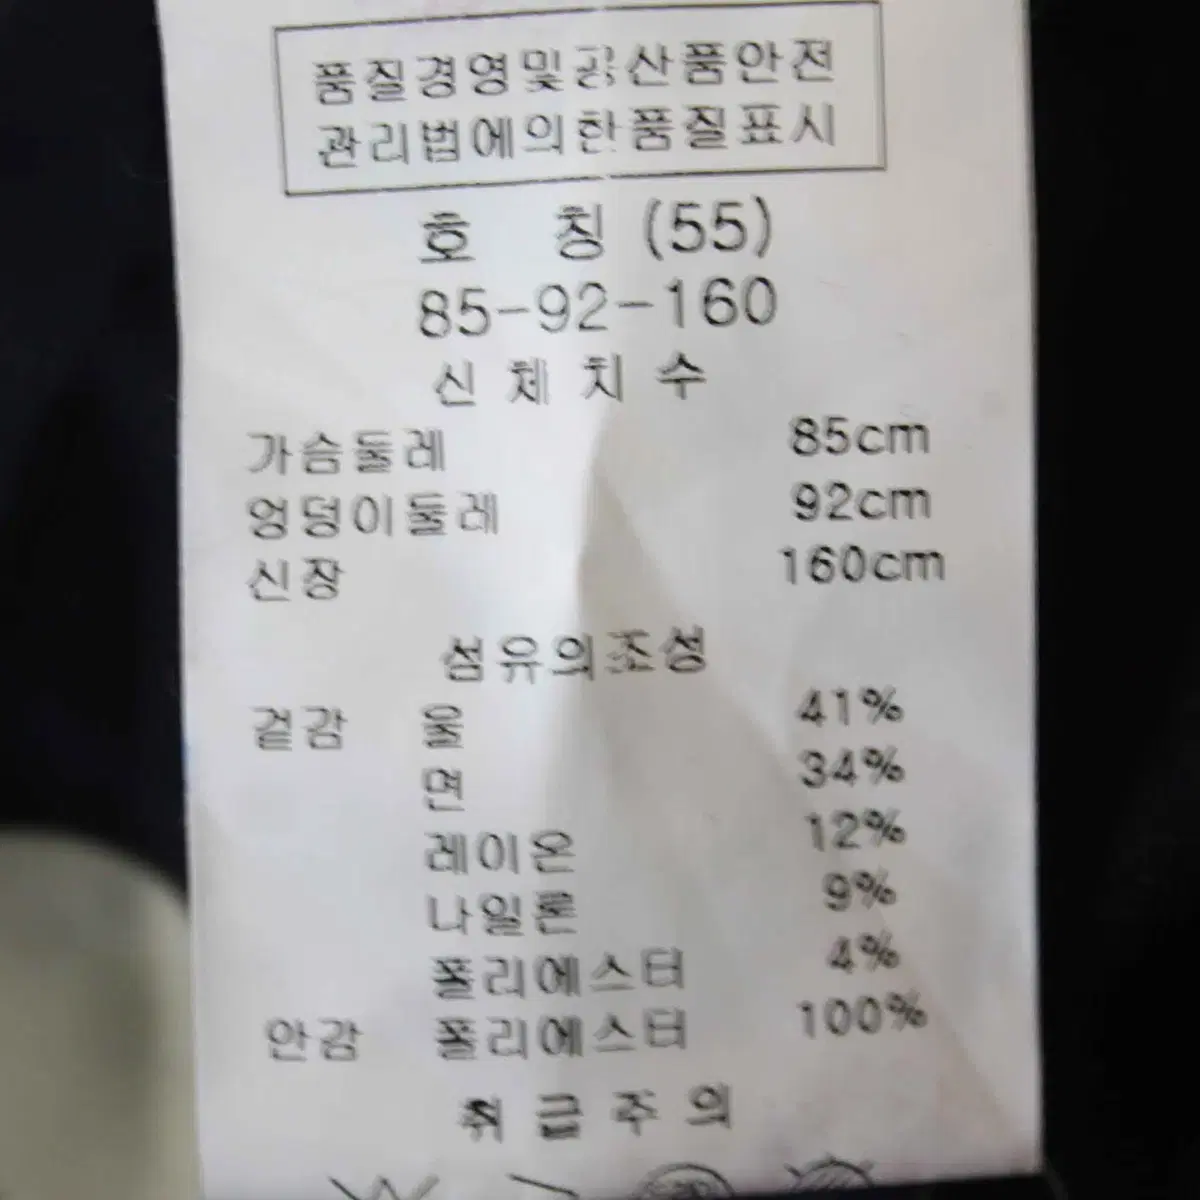 품질경영및공산품안전
관리법에의한품질표시
호 칭 (55)
85-92-160
신 체 치 수
가슴둘레 85cm
엉덩이둘레 92cm
신장 160cm
섬유의조성
겉감 울 41%
면 34%
레이온 12%
나일론 9%
폴리에스터 4%
안감 폴리에스터 100%
취 급 주 의